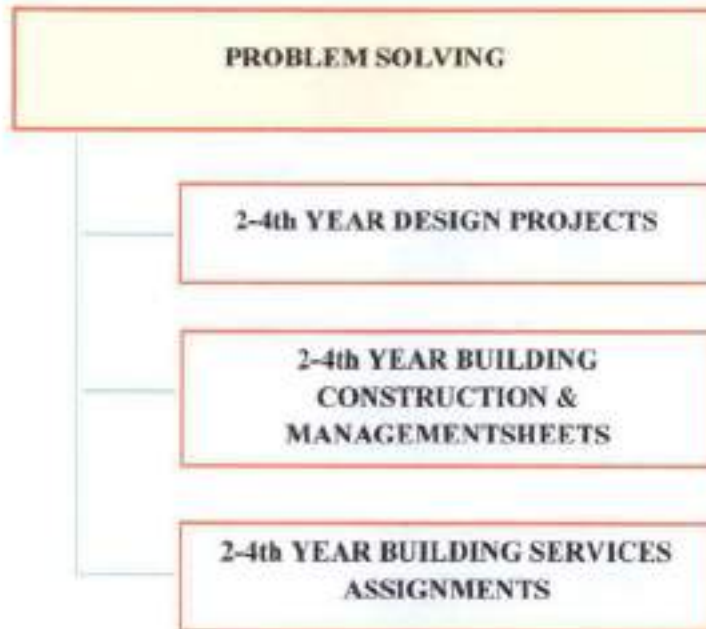 PROBLEM SOLVING
2-4th YEAR DESIGN PROJECTS
2-4th YEAR BUILDING
CONSTRUCTION &
MANAGEMENTSHEETS
2-4th YEAR BUILDING SERVICES
ASSIGNMENTS